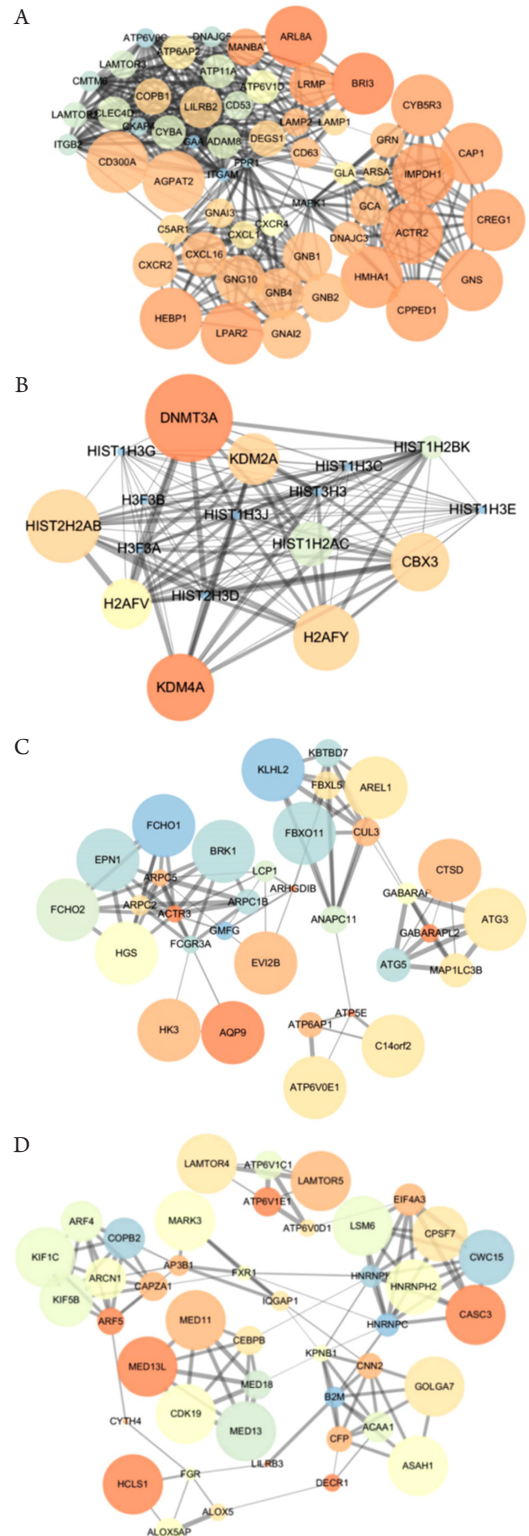 A
ATP6V0C DNAJC5 ARL8A
LAMTOR3 ATP6AP2 MANBA
CMTM6 ATP11A BRI3
COPB1 ATP6V1D LRMP
LAMTOR2 CLEC4D LILRB2 CD53 CYB5R3
CKAP4 LAMP2 LAMP1
ITGB2 CYBA GAA ADAM8 DEGS1 GRN CAP1
CD300A FPR1 CD63 GLA ARSA IMPDH1
AGPAT2 ITGAM MAPK1 GCA CREG1
GNAI3 CXCR4 ACTR2
C5AR1 CXCL1 DNAJC3
CXCR2 CXCL16 GNB1 HMHA1 GNS
GNG10 GNB4 GNB2 CPPED1
HEBP1 LPAR2 GNAI2
B
DNMT3A
HIST1H3G KDM2A HIST1H2BK
HIST1H3C
H3F3B HIST3H3
HIST2H2AB HIST1H3J HIST1H3E
H3F3A HIST1H2AC
CBX3
H2AFV HIST2H3D
H2AFY
KDM4A
C
KLHL2 KBTBD7
FBXL5 AREL1
FCHO1 FBXO11
EPN1 BRK1 CUL3
ARPC5 LCP1 CTSD
FCHO2 ARPC2 ARPC1B ARHGDIB GABARAP
ACTR3 ANAPC11 ATG3
HGS FCGR3A GMFG GABARAPL2
EVI2B ATG5 MAP1LC3B
HK3 AQP9 ATP6AP1 ATP5E
C14orf2
ATP6V0E1
D
LAMTOR4 ATP6V1C1
LAMTOR5
ATP6V1E1 EIF4A3
ARF4 MARK3 ATP6V0D1 LSM6 CPSF7
COPB2
KIF1C AP3B1 FXR1 CWC15
ARCN1 CAPZA1 HNRNPH2
KIF5B IQGAP1
ARF5 HNRNPC CASC3
MED11 CEBPB KPNB1
MED13L CNN2
MED18 B2M GOLGA7
CDK19 MED13 ACAA1
CYTH4 CFP ASAH1
LILRB3
HCLS1 FGR DECR1
ALOX5
ALOX5AP